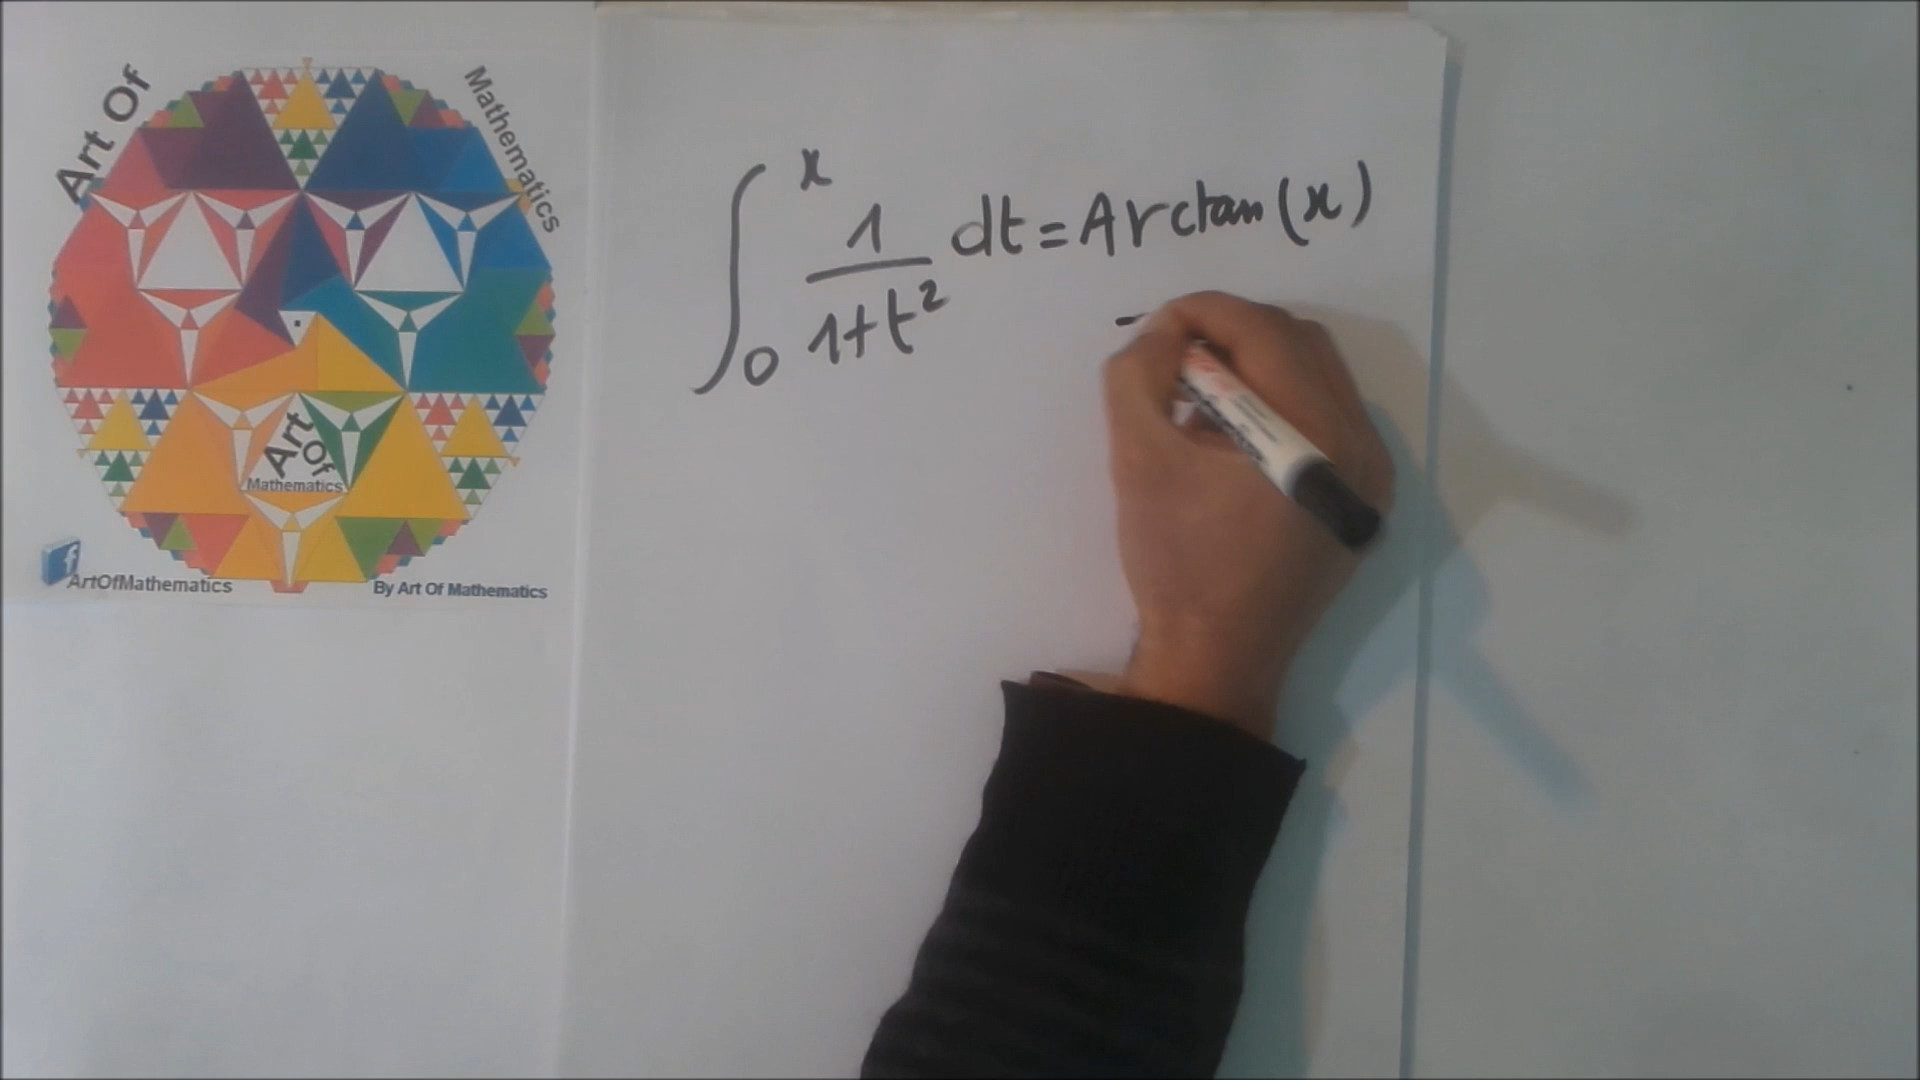 Art Of
Mathematics
Art
Of
Mathematics
f
ArtOfMathematics
By Art Of Mathematics
∫₀ˣ 1/(1+t²) dt = Arctan(x)
-